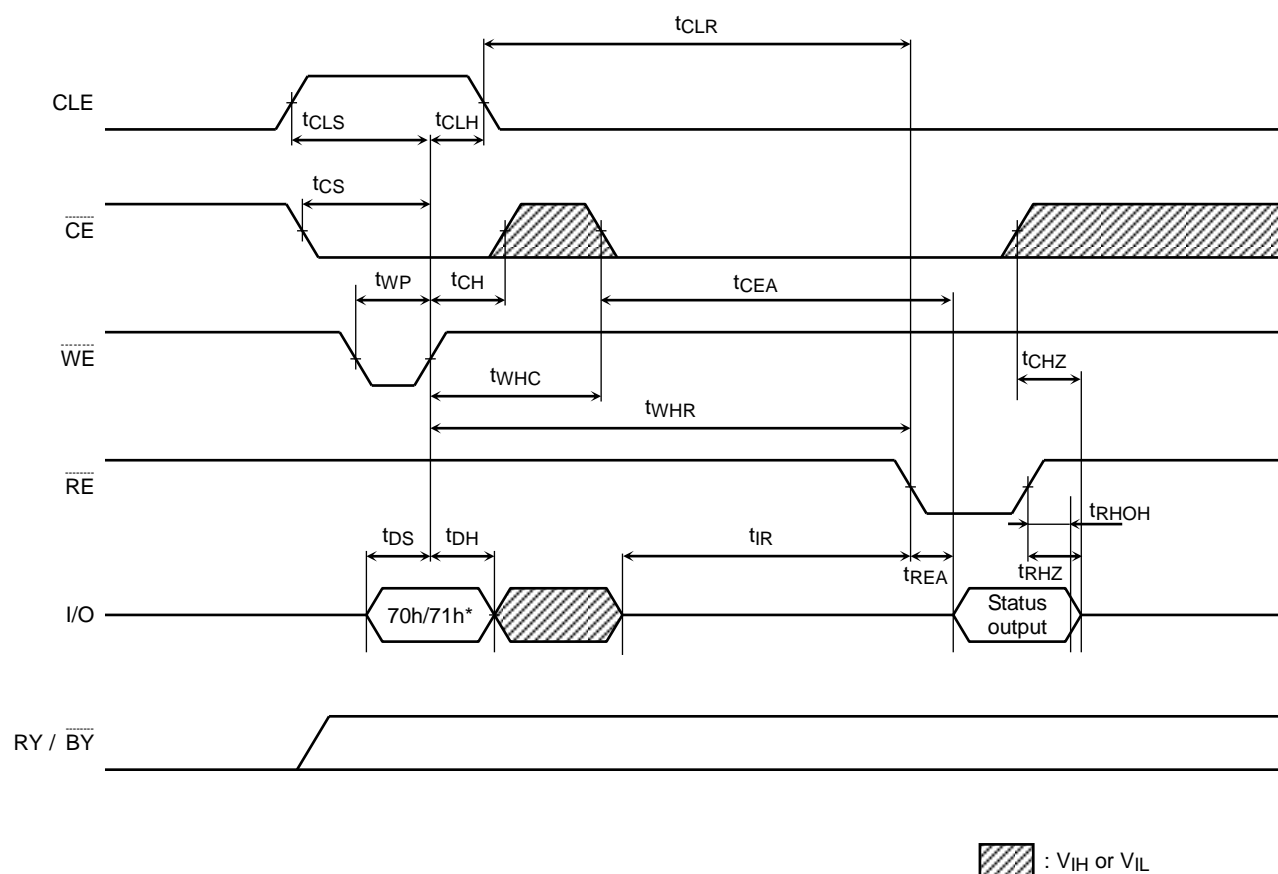 tCLR
CLE
tCLS
tCLH
tCS
CE
tWP
tCH
tCEA
WE
tCHZ
tWHC
tWHR
RE
tRHOH
tDS
tDH
tIR
tREA
tRHZ
I/O
70h/71h*
Status
output
RY / BY
: VIH or VIL